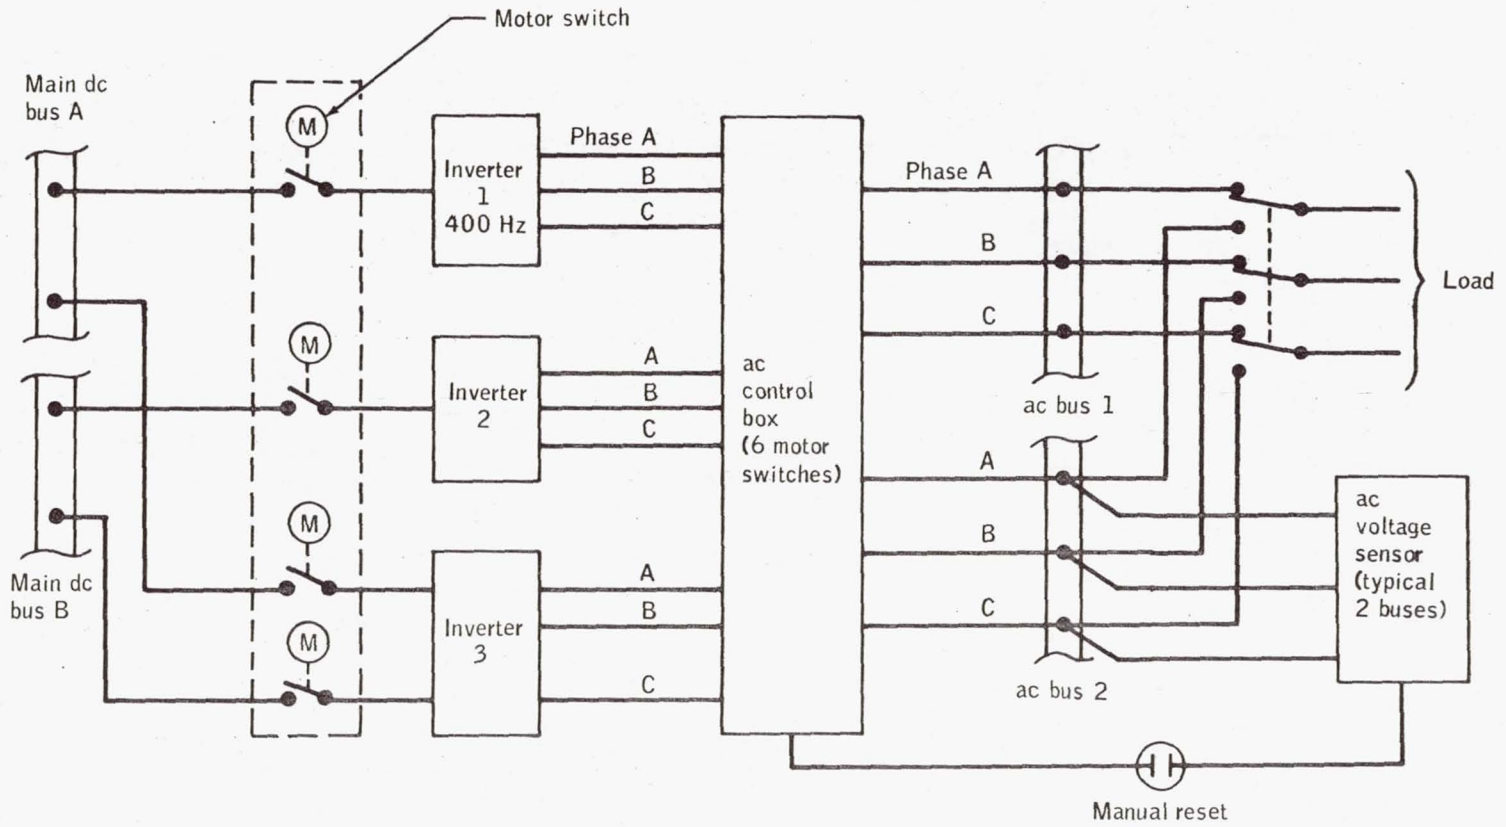 Motor switch
Main dc
bus A
M
Inverter
1
400 Hz
Phase A
B
C
Phase A
B
C
Load
ac bus 1
M
Inverter
2
A
B
C
ac
control
box
(6 motor
switches)
Main dc
bus B
M
M
Inverter
3
A
B
C
A
B
C
ac bus 2
ac
voltage
sensor
(typical
2 buses)
Manual reset